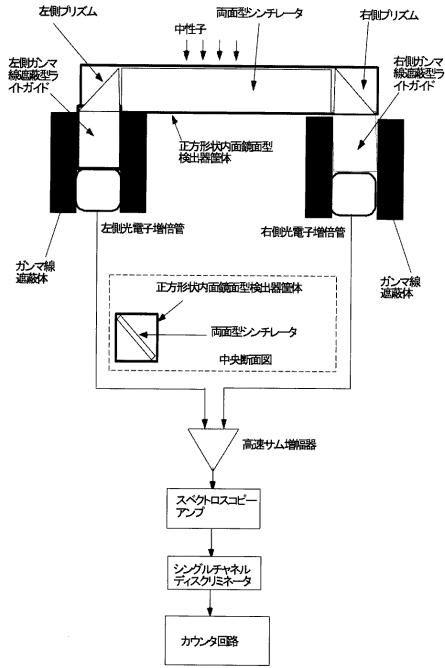 左側プリズム
中性子
両面型シンチレータ
右側プリズム
左側ガンマ
線遮蔽型ラ
イトガイド
右側ガンマ
線遮蔽型ラ
イトガイド
正方形状内面鏡面型
検出器筐体
左側光電子増倍管
右側光電子増倍管
ガンマ線
遮蔽体
ガンマ線
遮蔽体
正方形状内面鏡面型検出器筐体
両面型シンチレータ
中央断面図
高速サム増幅器
スペクトロスコピー
アンプ
シングルチャネル
ディスクリミネータ
カウンタ回路